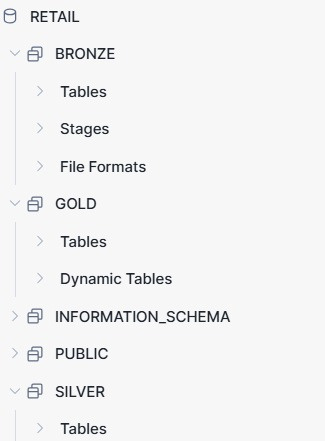 RETAIL
BRONZE
Tables
Stages
File Formats
GOLD
Tables
Dynamic Tables
INFORMATION_SCHEMA
PUBLIC
SILVER
Tables